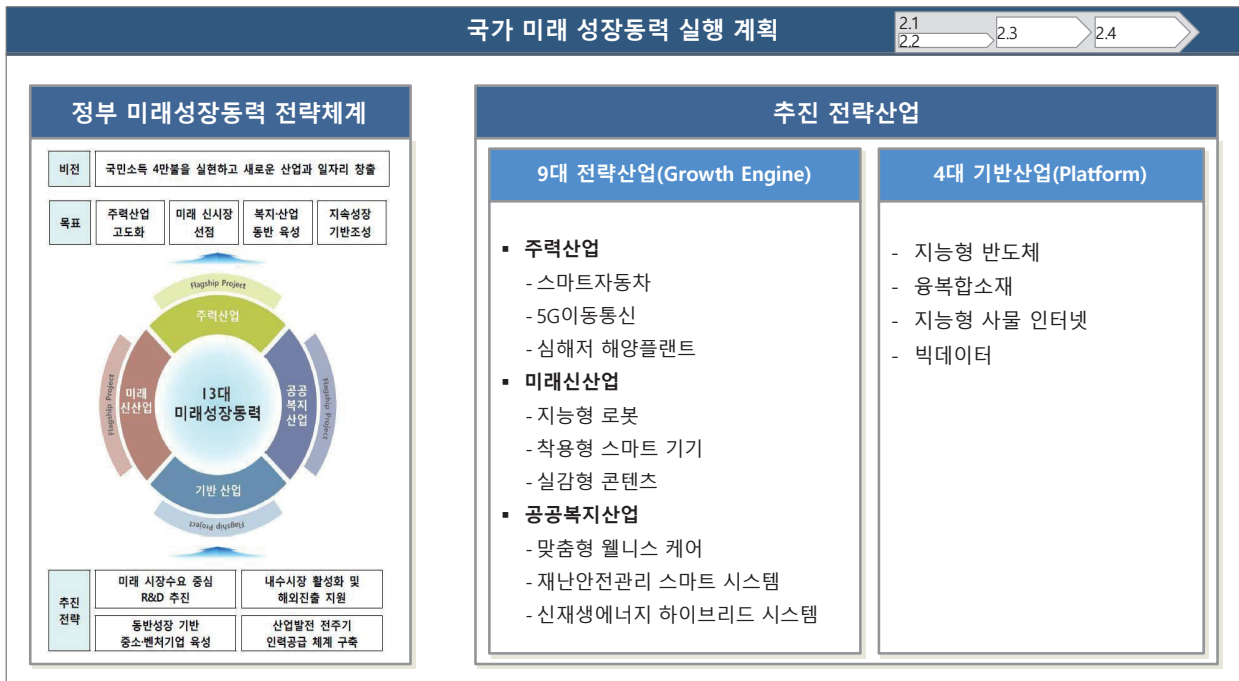 국가 미래 성장동력 실행 계획
2.1
2.2
2.3
2.4
정부 미래성장동력 전략체계
비전
국민소득 4만불을 실현하고 새로운 산업과 일자리 창출
목표
주력산업
고도화
미래 신시장
선점
복지·산업
동반 육성
지속성장
기반조성
Flagship Project
주력산업
Flagship Project
미래
신산업
13대
미래성장동력
공공
복지
산업
Flagship Project
기반 산업
Flagship Project
추진
전략
미래 시장수요 중심
R&D 추진
내수시장 활성화 및
해외진출 지원
동반성장 기반
중소·벤처기업 육성
산업발전 전주기
인력공급 체계 구축
추진 전략산업
9대 전략산업(Growth Engine)
▪ 주력산업
- 스마트자동차
- 5G이동통신
- 심해저 해양플랜트
▪ 미래신산업
- 지능형 로봇
- 착용형 스마트 기기
- 실감형 콘텐츠
▪ 공공복지산업
- 맞춤형 웰니스 케어
- 재난안전관리 스마트 시스템
- 신재생에너지 하이브리드 시스템
4대 기반산업(Platform)
- 지능형 반도체
- 융복합소재
- 지능형 사물 인터넷
- 빅데이터